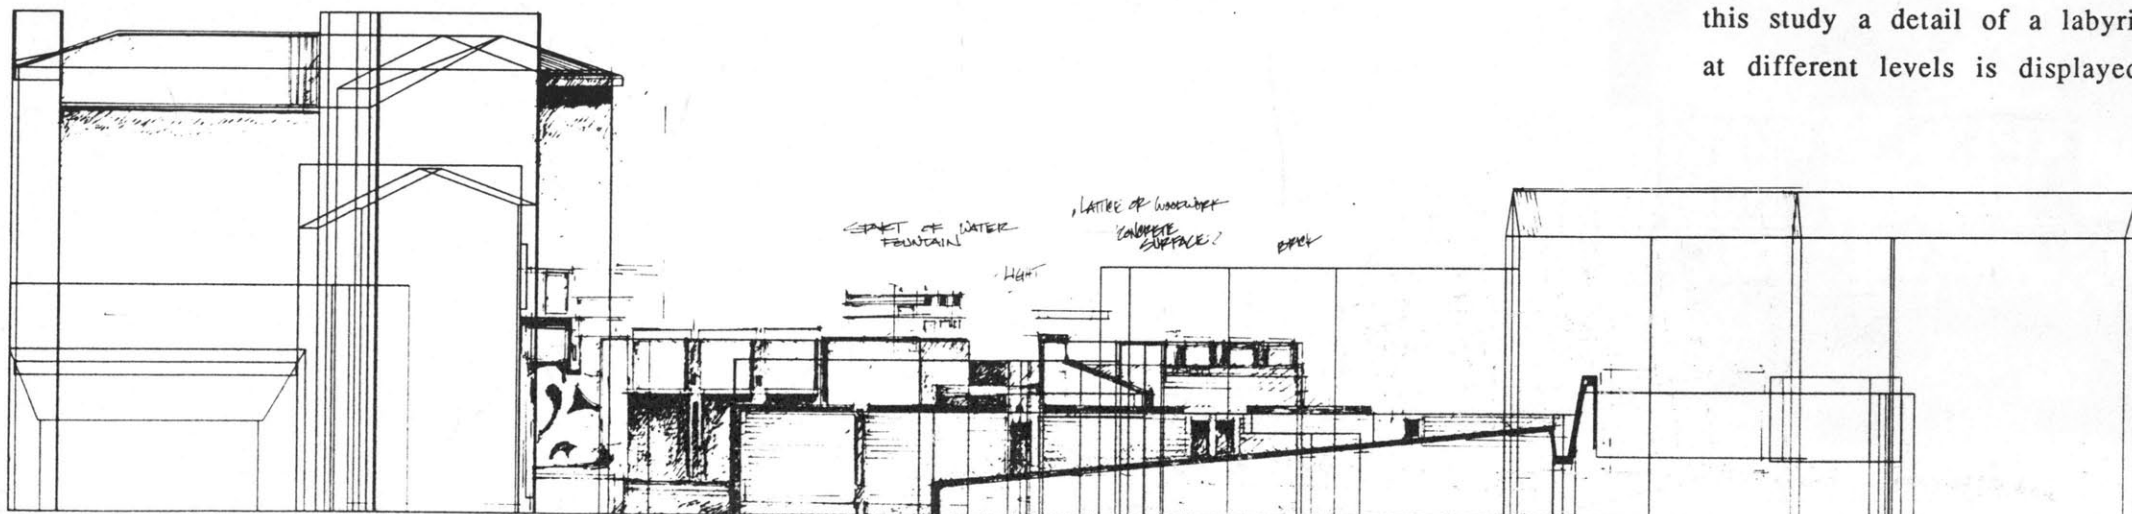 this study a detail of a labyri
at different levels is displayed
OF WATER
FOUNTAIN
LIGHT
LATTICE OR WOODWORK
CONCRETE
SURFACE?
BRICK